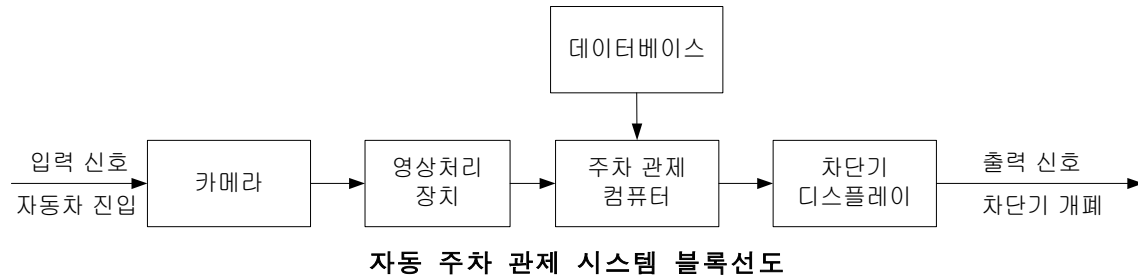 데이터베이스
입력 신호
자동차 진입
카메라
영상처리
장치
주차 관제
컴퓨터
차단기
디스플레이
출력 신호
차단기 개폐
자동 주차 관제 시스템 블록선도